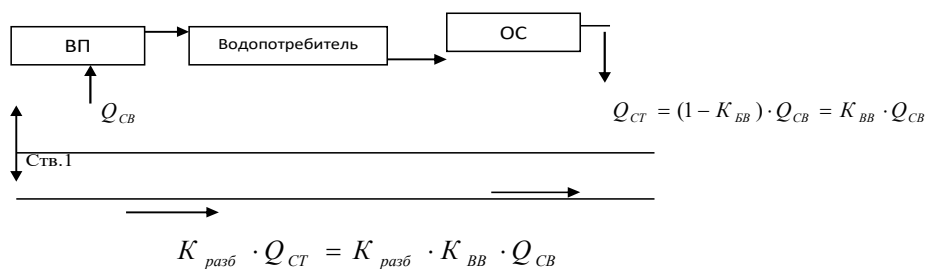 ВП
Водопотребитель
ОС
Q_СВ
Q_СТ = (1 − K_БВ) · Q_СВ = K_ВВ · Q_СВ
Ств.1
K_разб · Q_СТ = K_разб · K_ВВ · Q_СВ